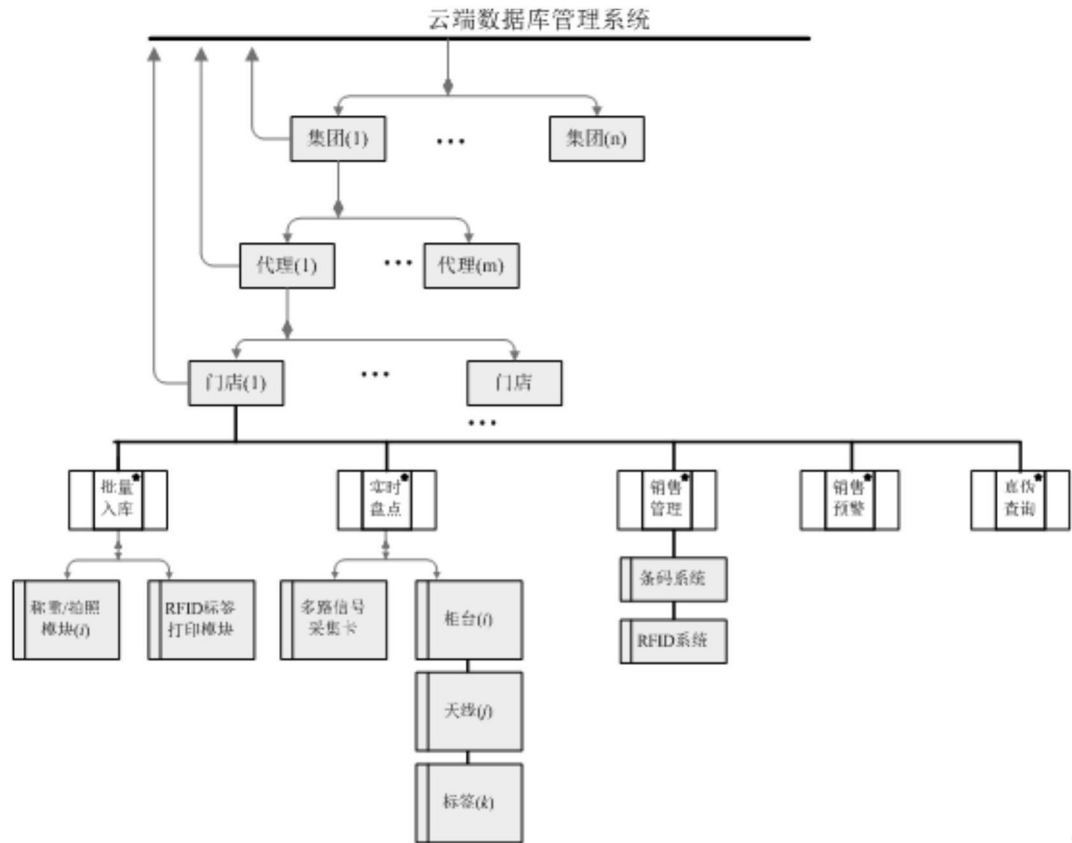 云端数据库管理系统
集团(1)
•••
集团(n)
代理(1)
•••
代理(m)
门店(1)
•••
门店
•••
批量
入库
实时
盘点
销售
管理
销售
预警
真伪
查询
称重/拍照
模块(i)
RFID标签
打印模块
多路信号
采集卡
柜台(i)
条码系统
RFID系统
天线(j)
标签(k)